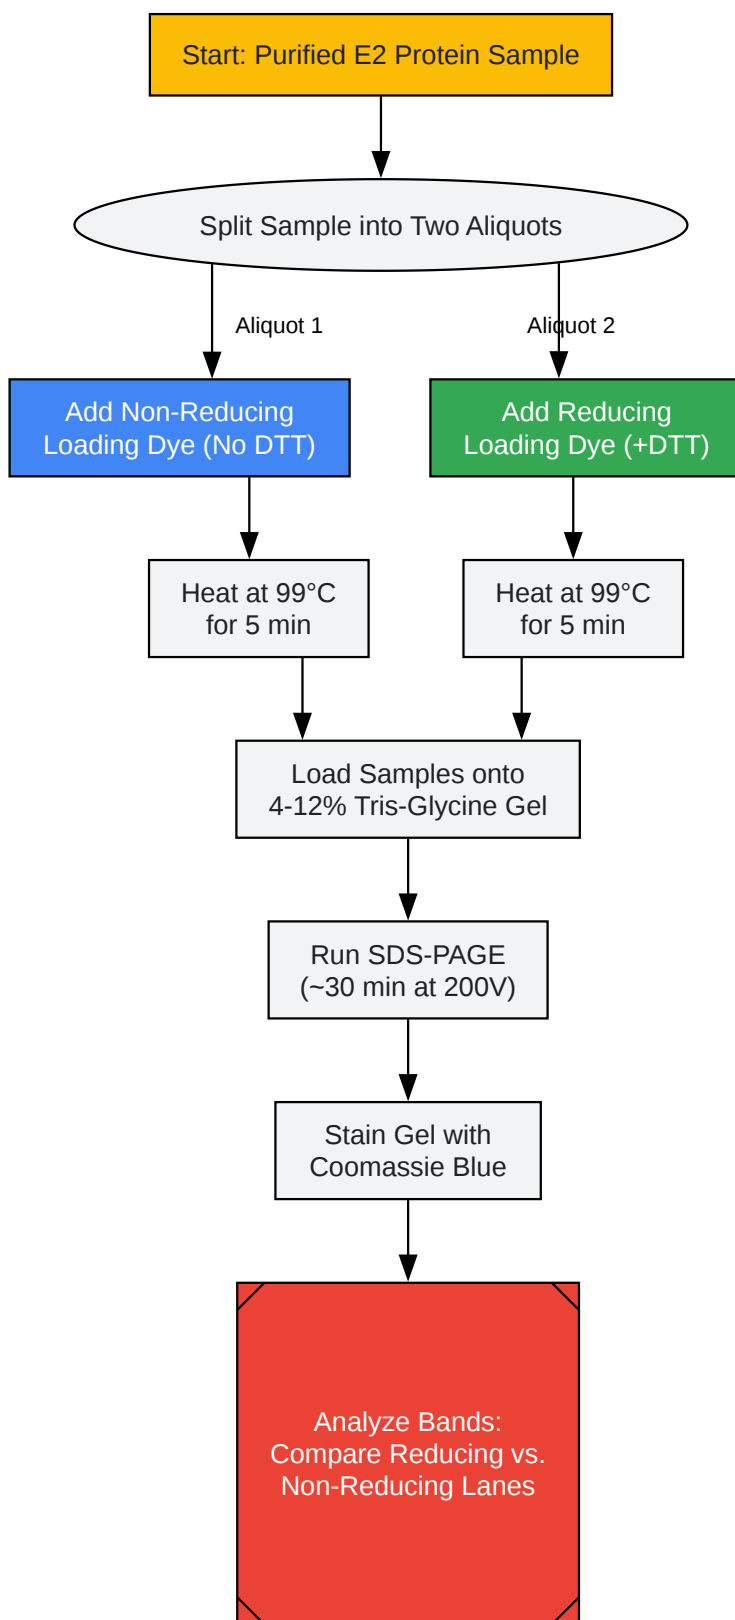 Start: Purified E2 Protein Sample
Split Sample into Two Aliquots
Aliquot 1
Aliquot 2
Add Non-Reducing
Loading Dye (No DTT)
Add Reducing
Loading Dye (+DTT)
Heat at 99°C
for 5 min
Heat at 99°C
for 5 min
Load Samples onto
4-12% Tris-Glycine Gel
Run SDS-PAGE
(~30 min at 200V)
Stain Gel with
Coomassie Blue
Analyze Bands:
Compare Reducing vs.
Non-Reducing Lanes